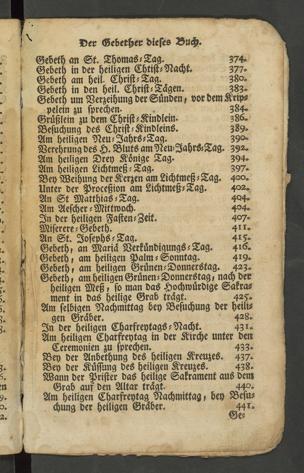 Der Gebether dieses Buch.
Gebeth an St. Thomas-Tag. 374.
Gebeth in der heiligen Christ-Nacht. 377.
Gebeth am heil. Christ-Tag. 380.
Gebeth in den heil. Christ-Tägen. 383.
Gebeth um Verzeihung der Sünden, vor dem Krip-
pelein zu sprechen. 384.
Grüßlein zu dem Christ-Kindlein. 386.
Besuchung des Christ-Kindleins. 389.
Am heiligen Neu-Jahrs-Tag. 390.
Verehrung des H. Bluts am Neu-Jahrs-Tag. 392.
Am heiligen Drey Könige Tag. 394.
Am heiligen Lichtmeß-Tag. 397.
Bey Weihung der Kerzen am Lichtmeß-Tag. 400.
Unter der Procession am Lichtmeß-Tag. 402.
An St Matthias-Tag. 404.
Am Aescher-Mittwoch. 404.
In der heiligen Fasten-Zeit. 407.
Miserere-Gebeth. 411.
An St. Josephs-Tag. 415.
Gebeth, an Mariä Verkündigungs-Tag. 416.
Gebeth, am heiligen Palm-Sonntag. 419.
Gebeth, am heiligen Grünen-Donnerstag. 423.
Gebeth, am heiligen Grünen-Donnerstag, nach der
heiligen Meß, so man das Hochwürdige Sakra-
ment in das heilige Grab trägt. 425.
Am selbigen Nachmittag bey Besuchung der heili-
gen Gräber. 428.
In der heiligen Charfreytags-Nacht. 431.
Am heiligen Charfreytag in der Kirche unter den
Ceremonien zu sprechen. 433.
Bey der Anbethung des heiligen Kreuzes. 437.
Bey der Küssung des heiligen Kreuzes. 438.
Wann der Prister das heilige Sakrament aus dem
Grab auf den Altar trägt. 440.
Am heiligen Charfreytag Nachmittag, bey Besu-
chung der heiligen Gräber. 441.
Ge-